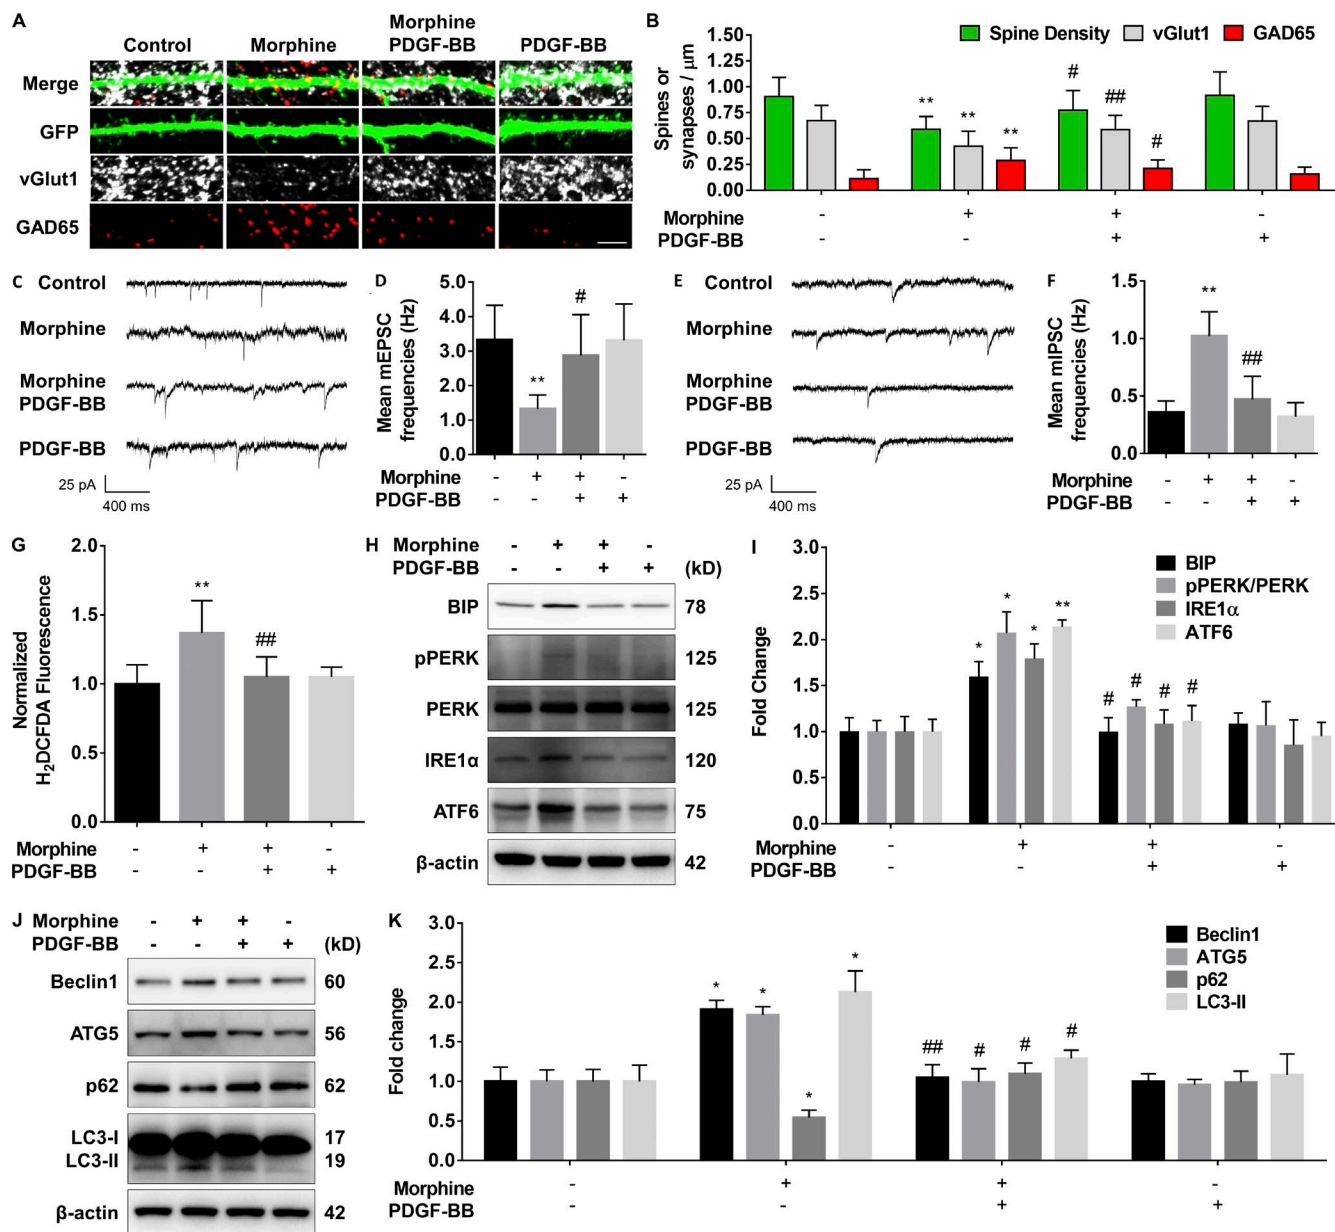 A
Control
Morphine
Morphine
PDGF-BB
PDGF-BB
Merge
GFP
vGlut1
GAD65
B
Spine Density
vGlut1
GAD65
Spines or
synapses / μm
1.50
1.25
1.00
0.75
0.50
0.25
0.00
**
**
**
#
##
#
Morphine - + + -
PDGF-BB - - + +
C
Control
Morphine
Morphine
PDGF-BB
PDGF-BB
25 pA
400 ms
D
Mean mEPSC
frequencies (Hz)
5.0
4.0
3.0
2.0
1.0
0.0
**
#
Morphine - + + -
PDGF-BB - - + +
E
Control
Morphine
Morphine
PDGF-BB
PDGF-BB
25 pA
400 ms
F
Mean mIPSC
frequencies (Hz)
1.5
1.0
0.5
0.0
**
##
Morphine - + + -
PDGF-BB - - + +
G
Normalized
H₂DCFDA Fluorescence
2.0
1.5
1.0
0.5
0.0
**
##
Morphine - + + -
PDGF-BB - - + +
H
Morphine - + + -
PDGF-BB - - + + (kD)
BIP 78
pPERK 125
PERK 125
IRE1α 120
ATF6 75
β-actin 42
I
BIP
pPERK/PERK
IRE1α
ATF6
Fold Change
3.0
2.5
2.0
1.5
1.0
0.5
0.0
* * * **
# # # #
Morphine - + + -
PDGF-BB - - + +
J
Morphine - + + -
PDGF-BB - - + + (kD)
Beclin1 60
ATG5 56
p62 62
LC3-I 17
LC3-II 19
β-actin 42
K
Beclin1
ATG5
p62
LC3-II
Fold change
3.0
2.5
2.0
1.5
1.0
0.5
0.0
* * * *
## # # #
Morphine - + + -
PDGF-BB - - + +